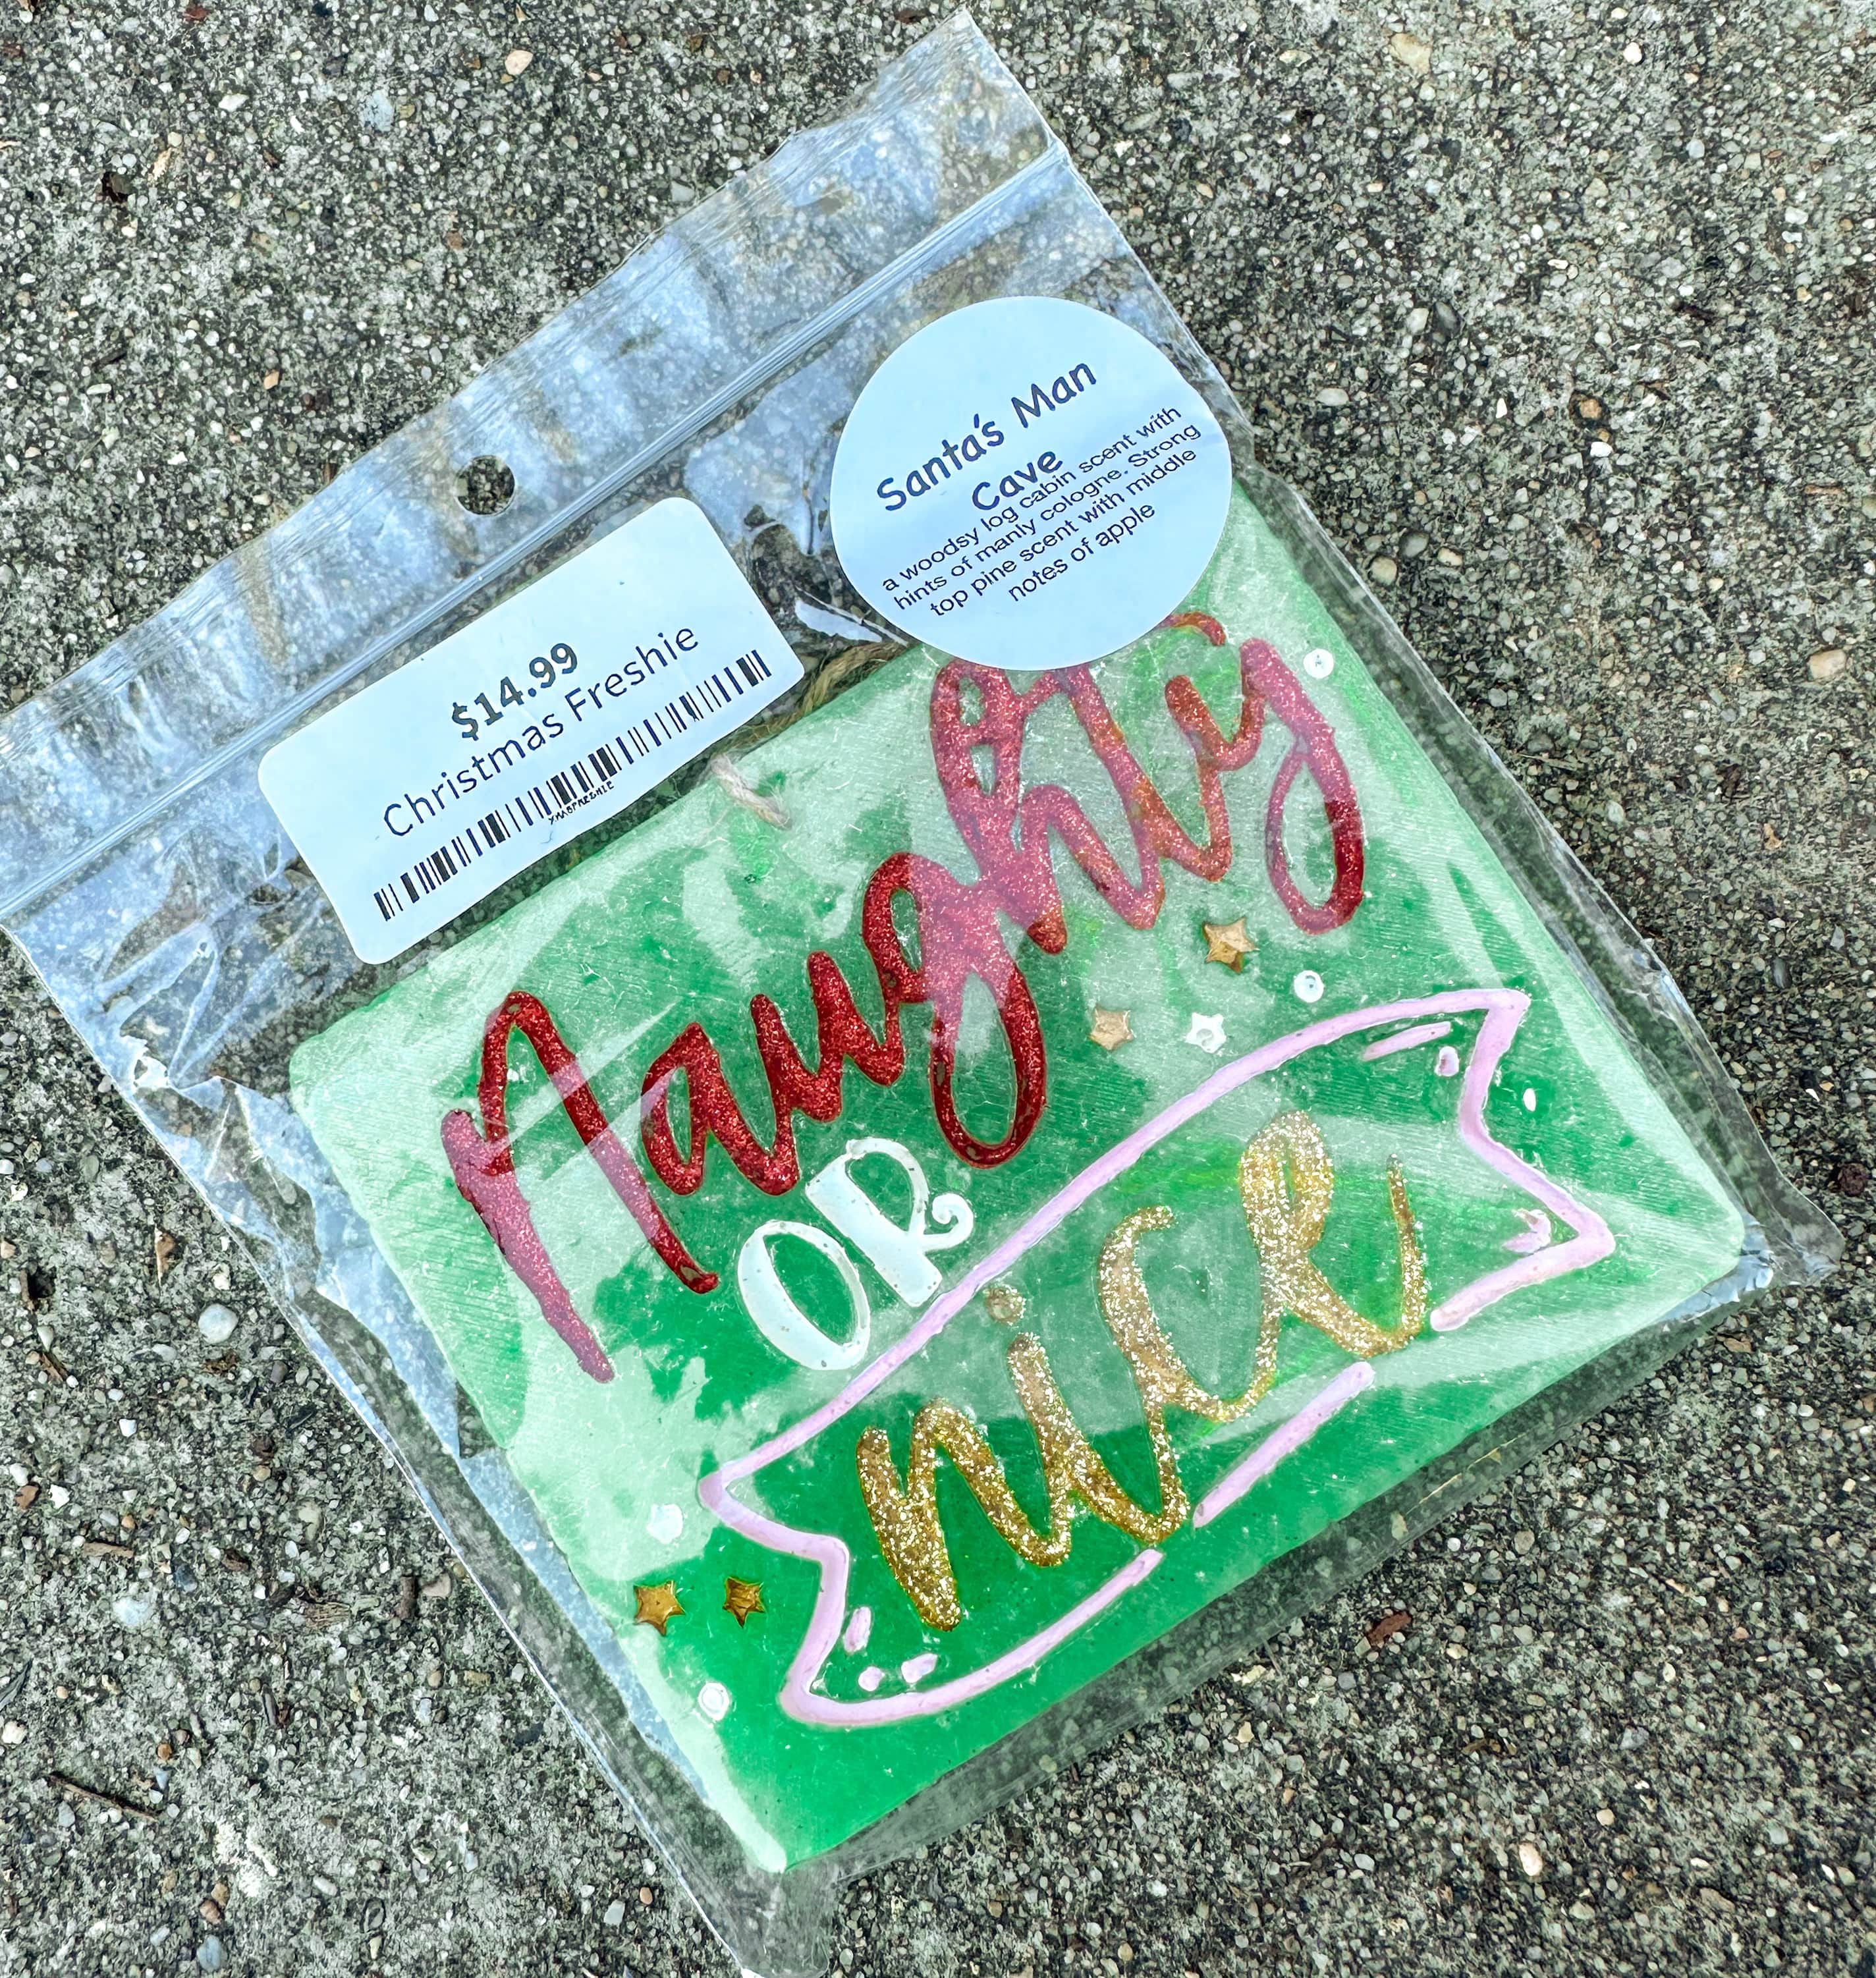 Santa's Man
Cave
a woodsy log cabin scent with
hints of manly cologne. Strong
top pine scent with middle
notes of apple
$14.99
Christmas Freshie
XMASFRESHIE
Naughty
OR
nice